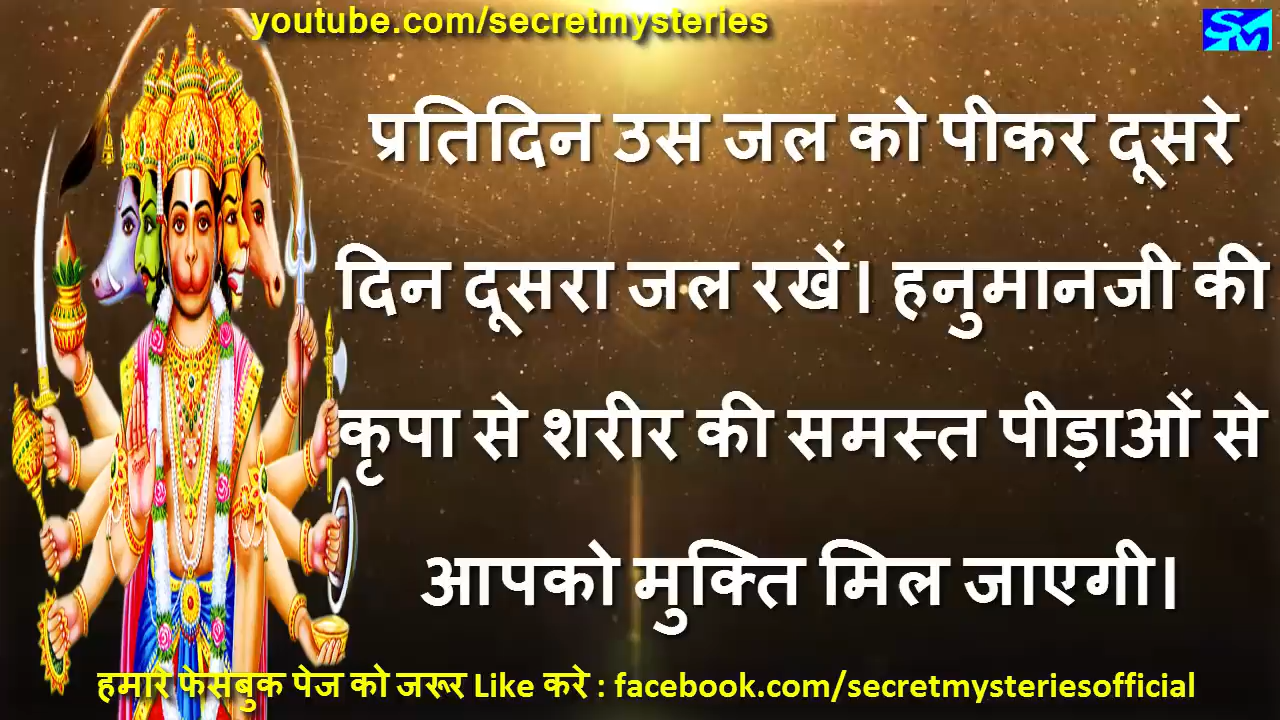 youtube.com/secretmysteries
SM
प्रतिदिन उस जल को पीकर दूसरे
दिन दूसरा जल रखें। हनुमानजी की
कृपा से शरीर की समस्त पीड़ाओं से
आपको मुक्ति मिल जाएगी।
हमारे फेसबुक पेज को जरूर Like करे : facebook.com/secretmysteriesofficial